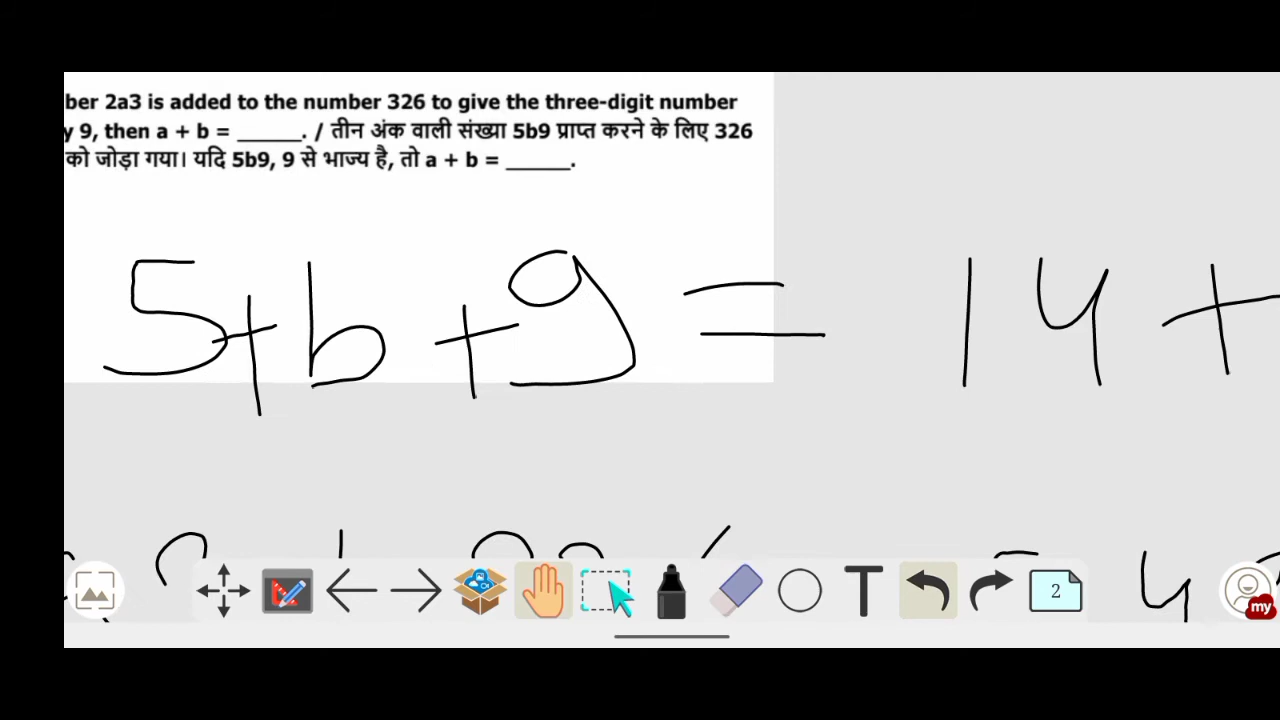 ber 2a3 is added to the number 326 to give the three-digit number
y 9, then a + b = ______. / तीन अंक वाली संख्या 5b9 प्राप्त करने के लिए 326
को जोड़ा गया। यदि 5b9, 9 से भाज्य है, तो a + b = ______.
5+b+9 = 14+
T 2
my